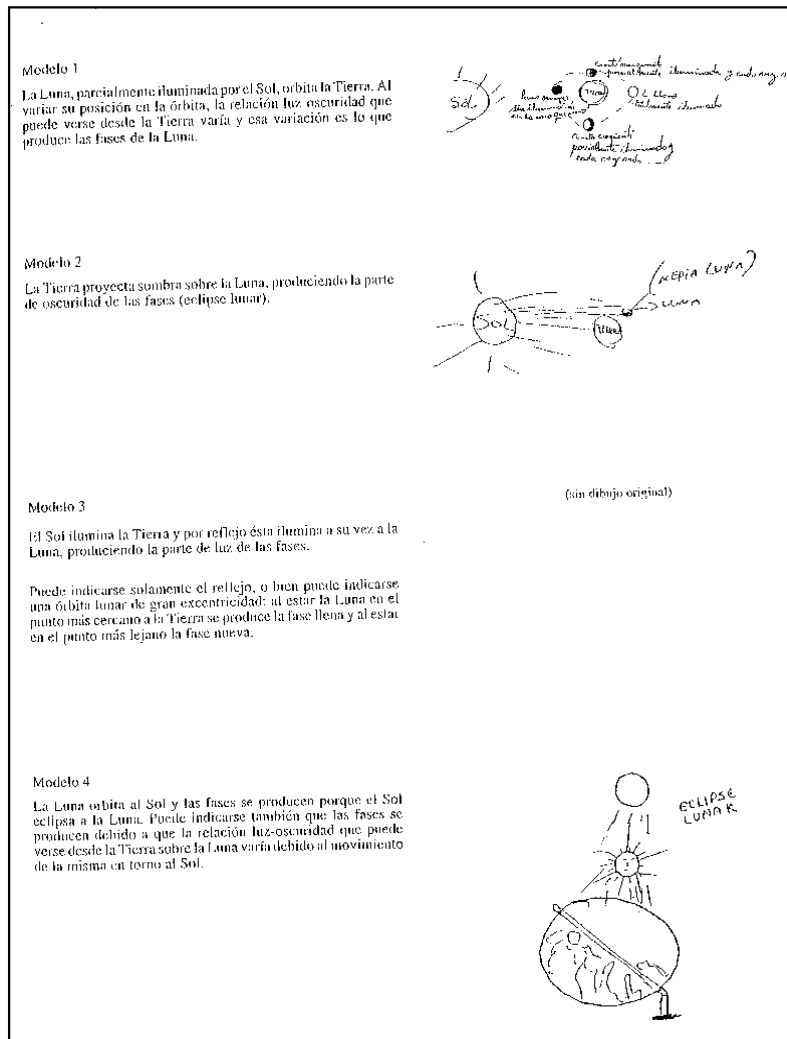 Modelo 1
La Luna, parcialmente iluminada por el Sol, orbita la Tierra. Al
variar su posición en la órbita, la relación luz oscuridad que
puede verse desde la Tierra varía y esa variación es lo que
produce las fases de la Luna.
Sol
Tierra
totalmente iluminada
parcialmente iluminada y
Modelo 2
La Tierra proyecta sombra sobre la Luna, produciendo la parte
de oscuridad de las fases (eclipse lunar).
(MEDIA LUNA)
LUNA
SOL
Tierra
Modelo 3
(sin dibujo original)
El Sol ilumina la Tierra y por reflejo ésta ilumina a su vez a la
Luna, produciendo la parte de luz de las fases.
Puede indicarse solamente el reflejo, o bien puede indicarse
una órbita lunar de gran excentricidad: al estar la Luna en el
punto más cercano a la Tierra se produce la fase llena y al estar
en el punto más lejano la fase nueva.
Modelo 4
La Luna orbita al Sol y las fases se producen porque el Sol
eclipsa a la Luna. Puede indicarse también que las fases se
producen debido a que la relación luz-oscuridad que puede
verse desde la Tierra sobre la Luna varía debido al movimiento
de la misma en torno al Sol.
ECLIPSE
LUNAR